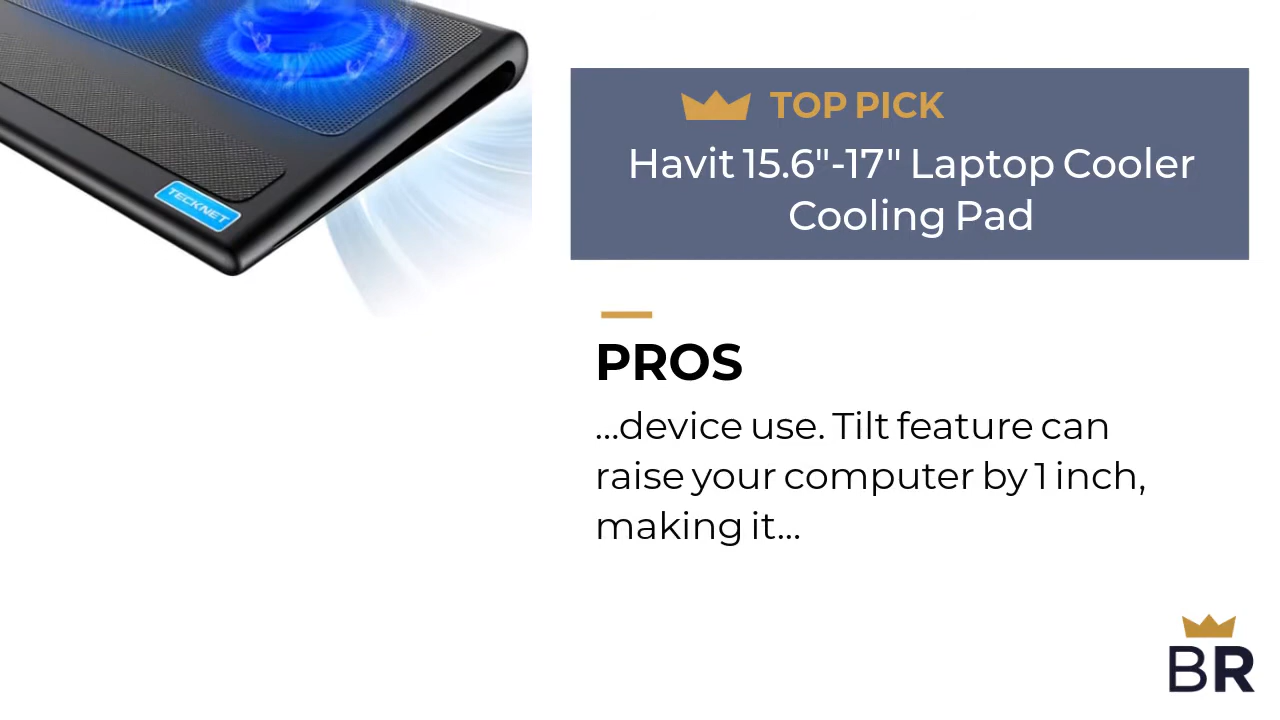 TECKNET
TOP PICK
Havit 15.6"-17" Laptop Cooler
Cooling Pad
PROS
...device use. Tilt feature can
raise your computer by 1 inch,
making it...
BR